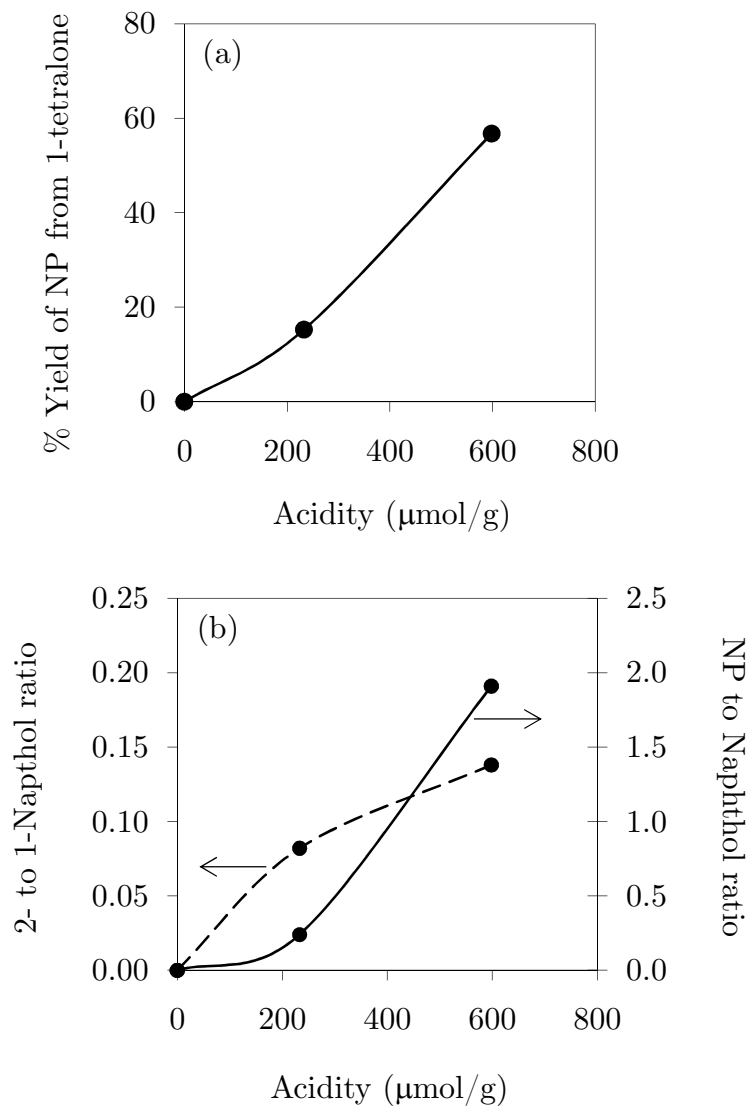 (a)
% Yield of NP from 1-tetralone
80
60
40
20
0
0 200 400 600 800
Acidity (μmol/g)
(b)
2- to 1-Napthol ratio
0.25
0.20
0.15
0.10
0.05
0.00
2.5
2.0
1.5
1.0
0.5
0.0
NP to Naphthol ratio
0 200 400 600 800
Acidity (μmol/g)